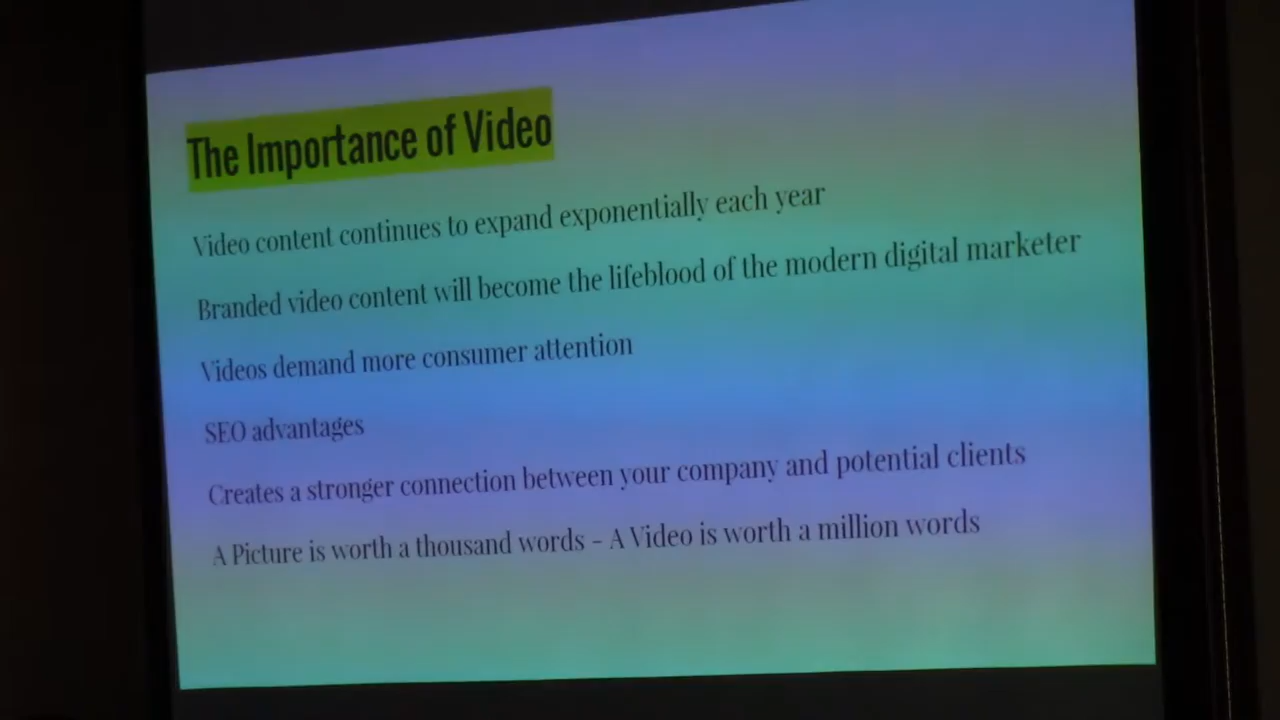 The Importance of Video
Video content continues to expand exponentially each year
Branded video content will become the lifeblood of the modern digital marketer
Videos demand more consumer attention
SEO advantages
Creates a stronger connection between your company and potential clients
A Picture is worth a thousand words – A Video is worth a million words